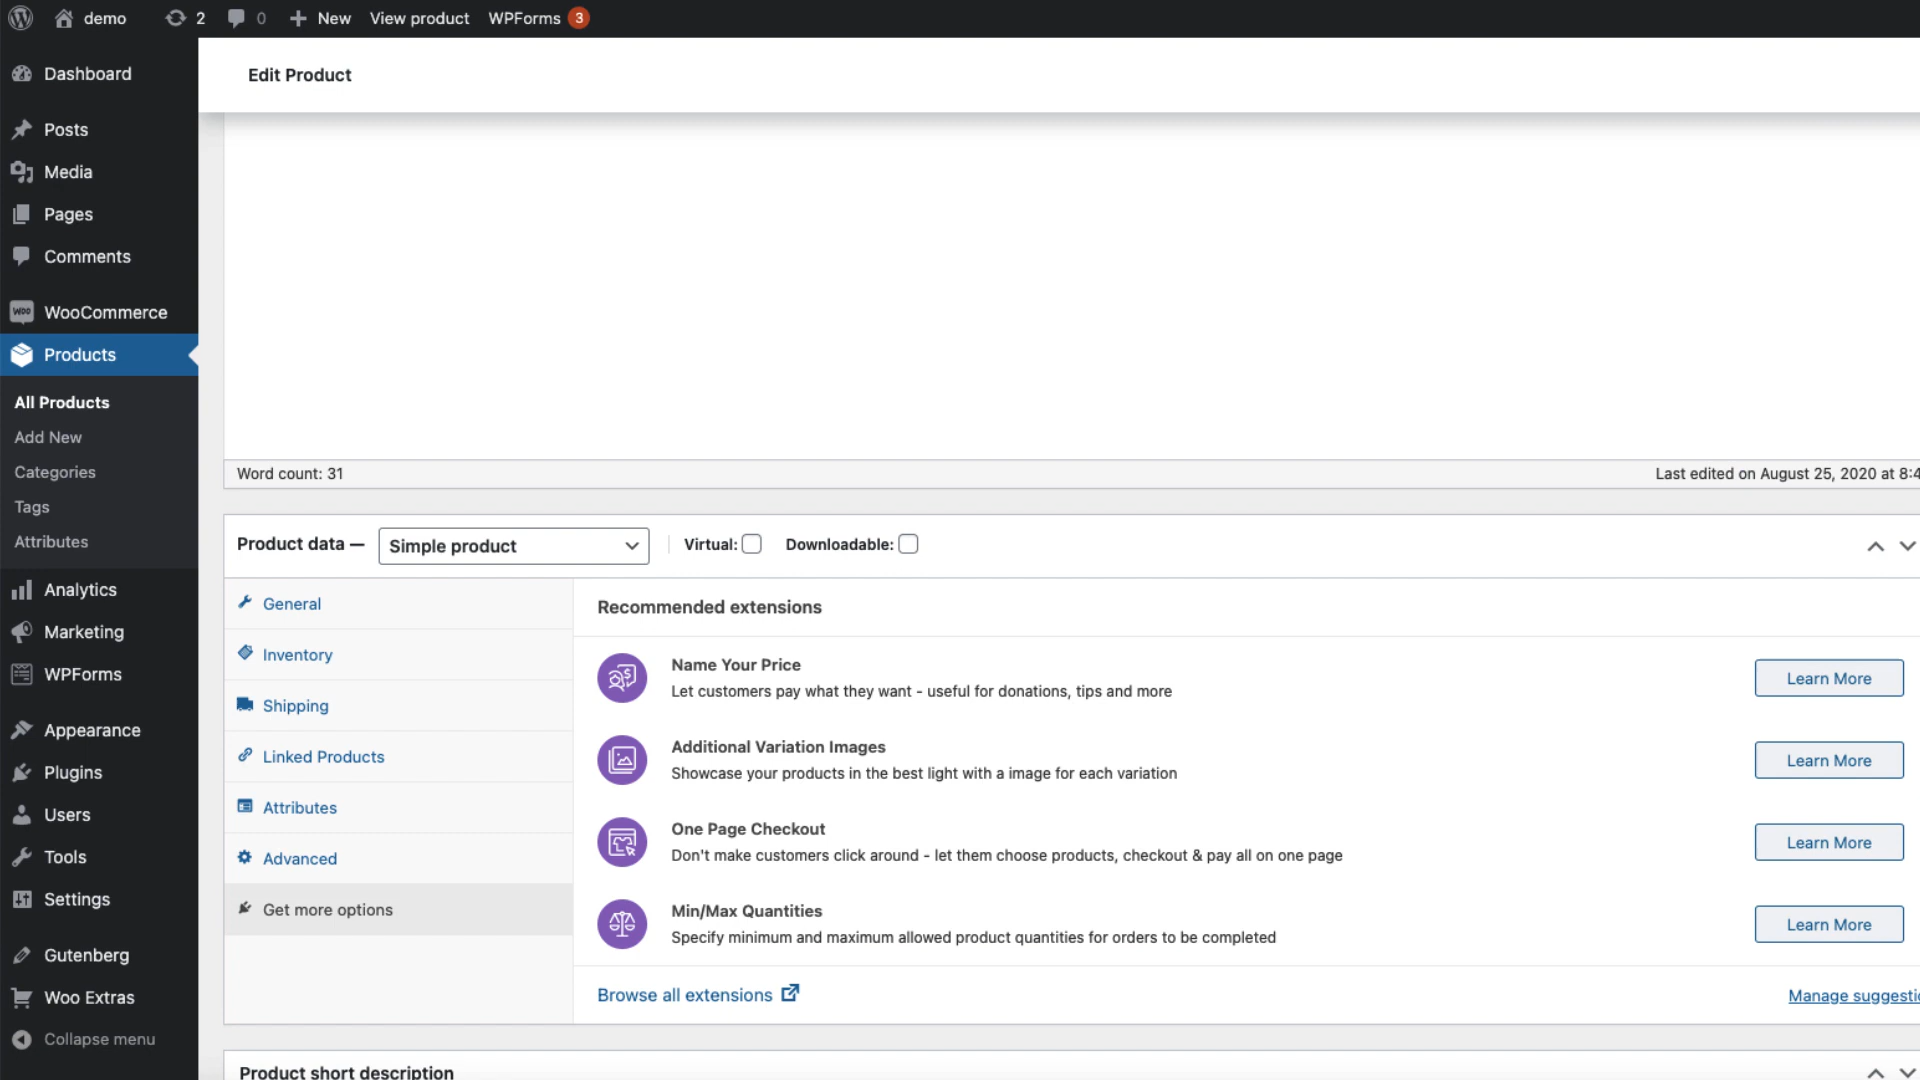 demo 2 0 New View product WPForms 3
Edit Product
Dashboard
Posts
Media
Pages
Comments
WOO WooCommerce
Products
All Products
Add New
Categories
Tags
Attributes
Analytics
Marketing
WPForms
Appearance
Plugins
Users
Tools
Settings
Gutenberg
Woo Extras
Collapse menu
Word count: 31
Last edited on August 25, 2020 at 8:4
Product data — Simple product Virtual: Downloadable:
General
Inventory
Shipping
Linked Products
Attributes
Advanced
Get more options
Recommended extensions
Name Your Price
Let customers pay what they want - useful for donations, tips and more
Learn More
Additional Variation Images
Showcase your products in the best light with a image for each variation
Learn More
One Page Checkout
Don't make customers click around - let them choose products, checkout & pay all on one page
Learn More
Min/Max Quantities
Specify minimum and maximum allowed product quantities for orders to be completed
Learn More
Browse all extensions
Manage suggestio
Product short description